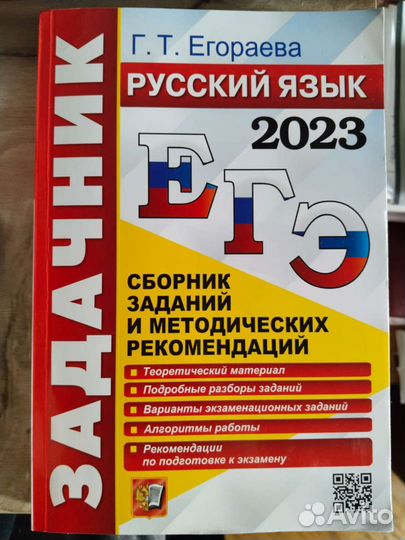 Г. Т. Егораева
РУССКИЙ ЯЗЫК
2023
ЕГЭ
ЗАДАЧНИК
СБОРНИК
ЗАДАНИЙ
И МЕТОДИЧЕСКИХ
РЕКОМЕНДАЦИЙ
Теоретический материал
Подробные разборы заданий
Варианты экзаменационных заданий
Алгоритмы работы
Рекомендации
по подготовке к экзамену
Avito